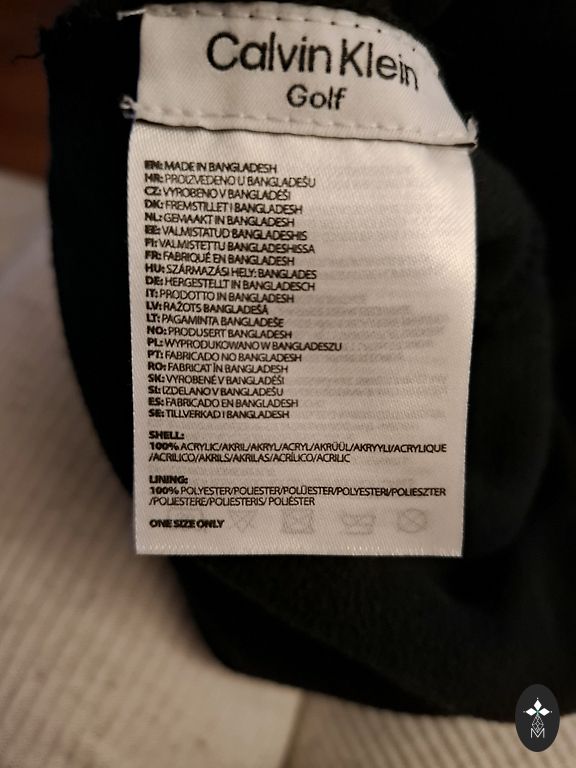 Calvin Klein
Golf
EN: MADE IN BANGLADESH
HR: PROIZVEDENO U BANGLADEŠU
CZ: VYROBENO V BANGLADÉŠI
DK: FREMSTILLET I BANGLADESH
NL: GEMAAKT IN BANGLADESH
EE: VALMISTATUD BANGLADESHIS
FI: VALMISTETTU BANGLADESHISSA
FR: FABRIQUÉ EN BANGLADESH
HU: SZÁRMAZÁSI HELY: BANGLADES
DE: HERGESTELLT IN BANGLADESCH
IT: PRODOTTO IN BANGLADESH
LV: RAŽOTS BANGLADEŠĀ
LT: PAGAMINTA BANGLADEŠE
NO: PRODUSERT BANGLADESH
PL: WYPRODUKOWANO W BANGLADESZU
PT: FABRICADO NO BANGLADESH
RO: FABRICAT ÎN BANGLADESH
SK: VYROBENÉ V BANGLADÉŠI
SI: IZDELANO V BANGLADEŠU
ES: FABRICADO EN BANGLADESH
SE: TILLVERKAD I BANGLADESH
SHELL:
100% ACRYLIC/AKRIL/AKRYL/ACRYL/AKRÜÜL/AKRYYLI/ACRYLIQUE
/ACRILICO/AKRILS/AKRILAS/ACRÍLICO/ACRILIC
LINING:
100% POLYESTER/POLIESTER/POLÜESTER/POLYESTERI/POLIESZTER
/POLIESTERE/POLIESTERIS/ POLIÉSTER
ONE SIZE ONLY
M